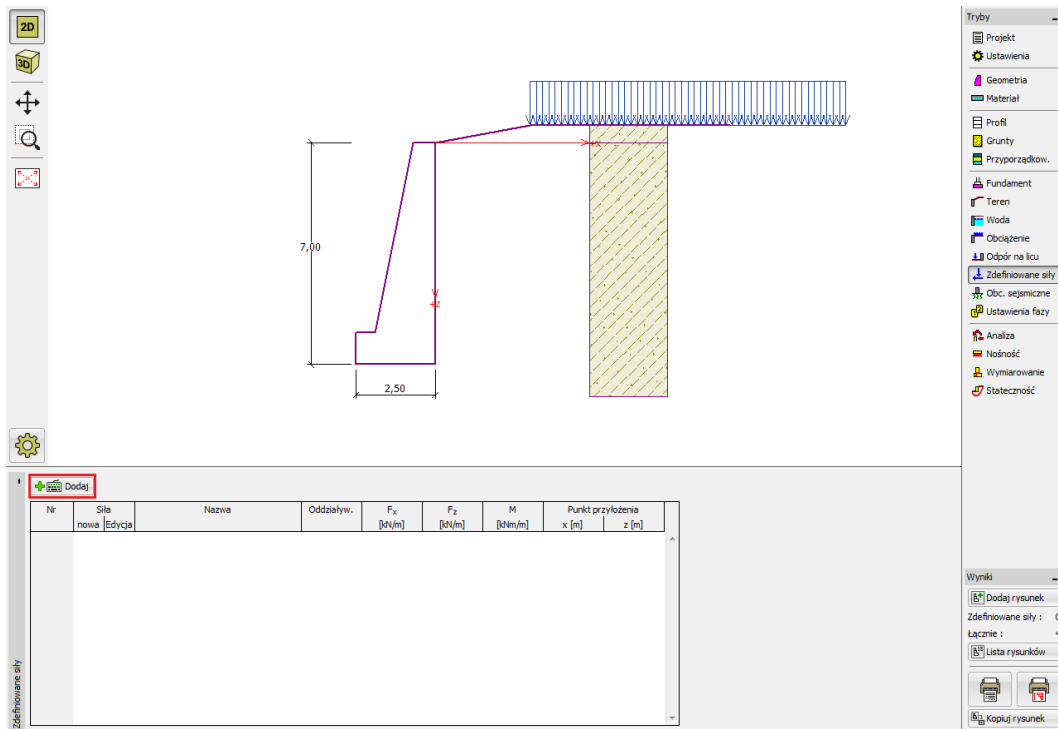 2D
3D
+x
7,00
+z
2,50
Tryby
Projekt
Ustawienia
Geometria
Materiał
Profil
Grunty
Przyporządkow.
Fundament
Teren
Woda
Obciążenie
Odpór na licu
Zdefiniowane siły
Obc. sejsmiczne
Ustawienia fazy
Analiza
Nośność
Wymiarowanie
Stateczność
Dodaj
Nr Siła Nazwa Oddziaływ. Fx Fz M Punkt przyłożenia
nowa Edycja [kN/m] [kN/m] [kNm/m] x [m] z [m]
Zdefiniowane siły
Wyniki
Dodaj rysunek
Zdefiniowane siły : 0
Łącznie : 4
Lista rysunków
Kopiuj rysunek